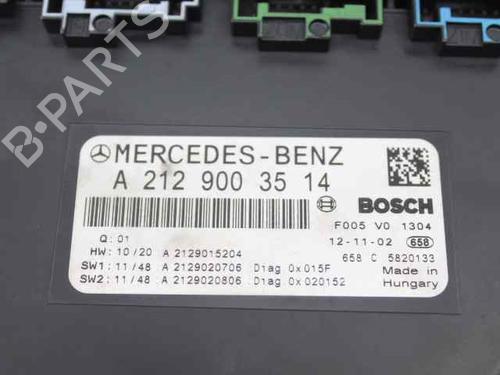 B-PARTS
MERCEDES-BENZ
A 212 900 35 14
BOSCH
F005 V0 1304
Q: 01
12-11-02 658
HW: 10/20 A 2129015204
658 C 5820133
SW1: 11/48 A 2129020706 Diag 0x015F
Made in
SW2: 11/48 A 2129020806 Diag 0x020152
Hungary